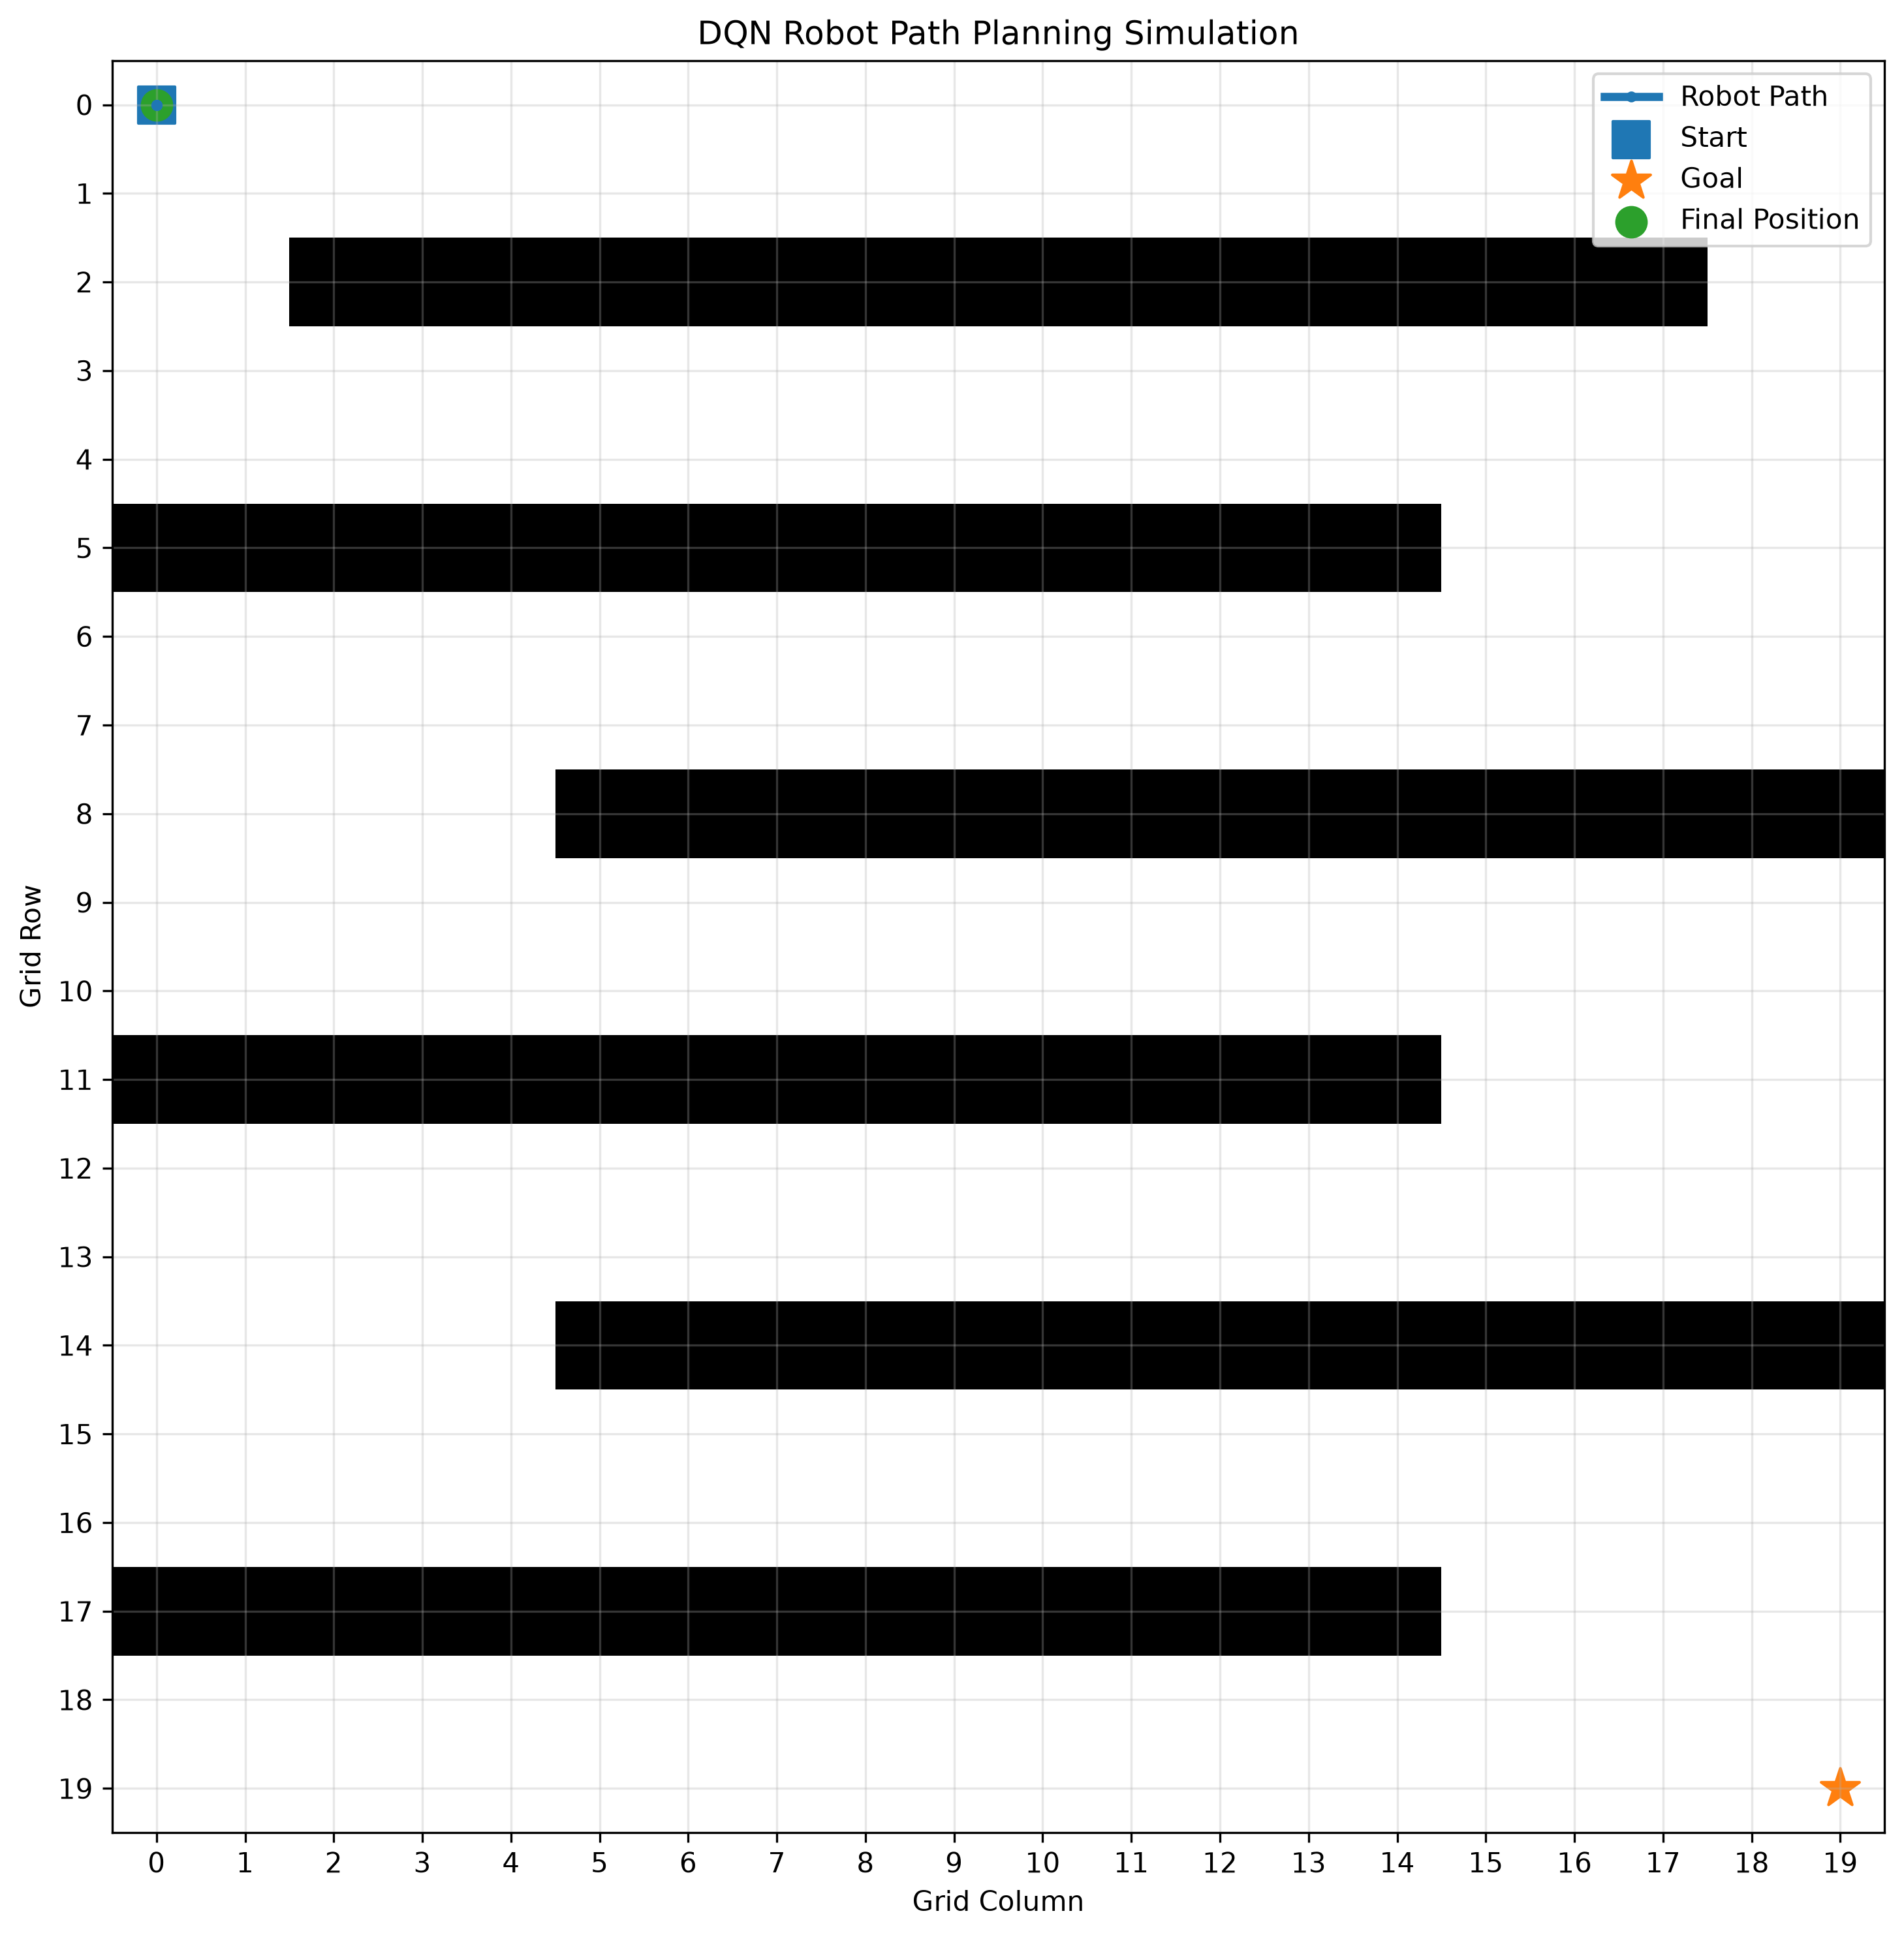 DQN Robot Path Planning Simulation
Robot Path
Start
Goal
Final Position
Grid Row
0
1
2
3
4
5
6
7
8
9
10
11
12
13
14
15
16
17
18
19
0 1 2 3 4 5 6 7 8 9 10 11 12 13 14 15 16 17 18 19
Grid Column